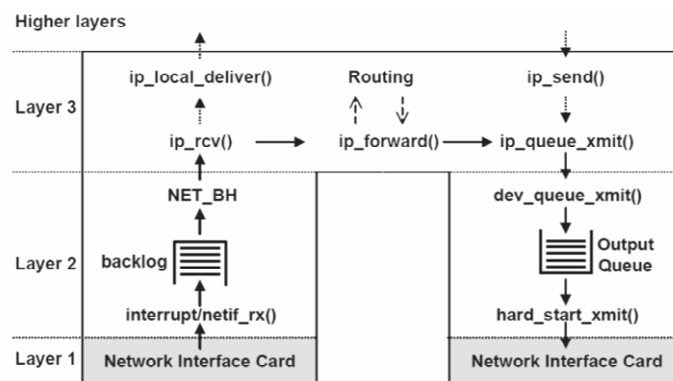 Higher layers
ip_local_deliver() Routing ip_send()
Layer 3
ip_rcv() ip_forward() ip_queue_xmit()
NET_BH dev_queue_xmit()
Layer 2 backlog Output
Queue
interrupt/netif_rx() hard_start_xmit()
Layer 1 Network Interface Card Network Interface Card